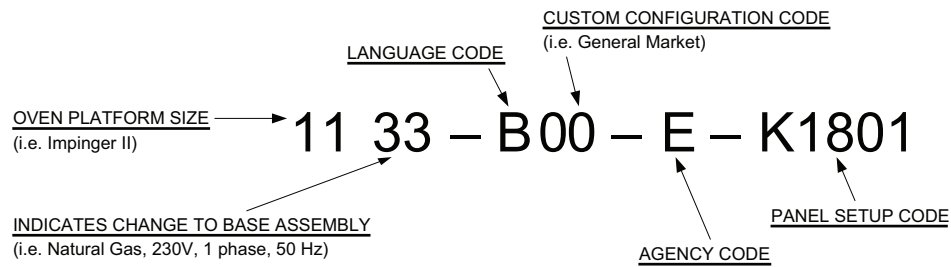 CUSTOM CONFIGURATION CODE
(i.e. General Market)
LANGUAGE CODE
OVEN PLATFORM SIZE
(i.e. Impinger II)
11 33 – B00 – E – K1801
INDICATES CHANGE TO BASE ASSEMBLY
(i.e. Natural Gas, 230V, 1 phase, 50 Hz)
PANEL SETUP CODE
AGENCY CODE